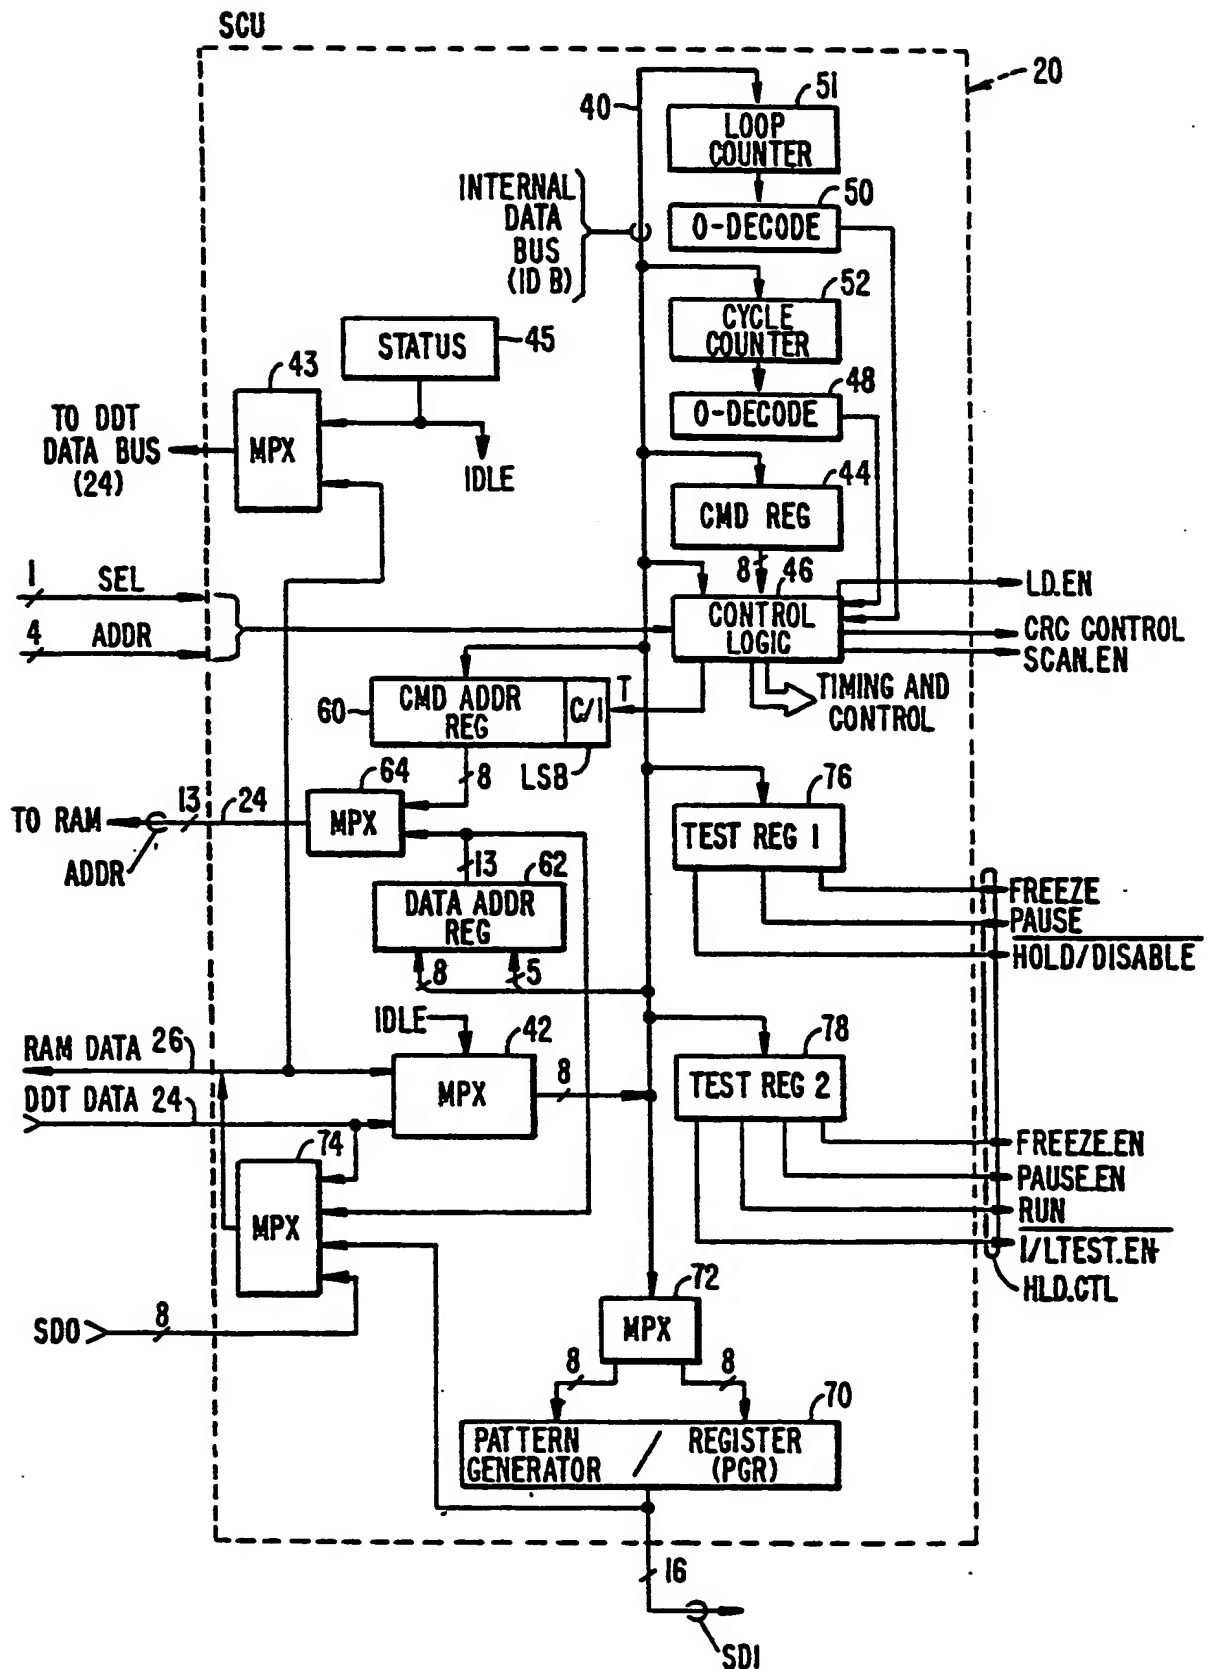 SCU
20
40
51
LOOP
COUNTER
INTERNAL
DATA
BUS
(ID B)
50
0-DECODE
52
CYCLE
COUNTER
STATUS
45
43
MPX
TO DDT
DATA BUS
(24)
IDLE
48
0-DECODE
44
CMD REG
8
46
CONTROL
LOGIC
1
SEL
4
ADDR
LD.EN
CRC CONTROL
SCAN.EN
TIMING AND
CONTROL
60
CMD ADDR
REG
C/I
T
LSB
8
64
MPX
TO RAM
13
24
ADDR
13
62
DATA ADDR
REG
8
5
76
TEST REG 1
FREEZE
PAUSE
HOLD/DISABLE
IDLE
42
MPX
8
RAM DATA 26
DDT DATA 24
78
TEST REG 2
FREEZE.EN
PAUSE.EN
RUN
I/LTEST.EN
HLD.CTL
74
MPX
SDO
8
72
MPX
8
8
70
PATTERN
GENERATOR
/
REGISTER
(PGR)
16
SDI